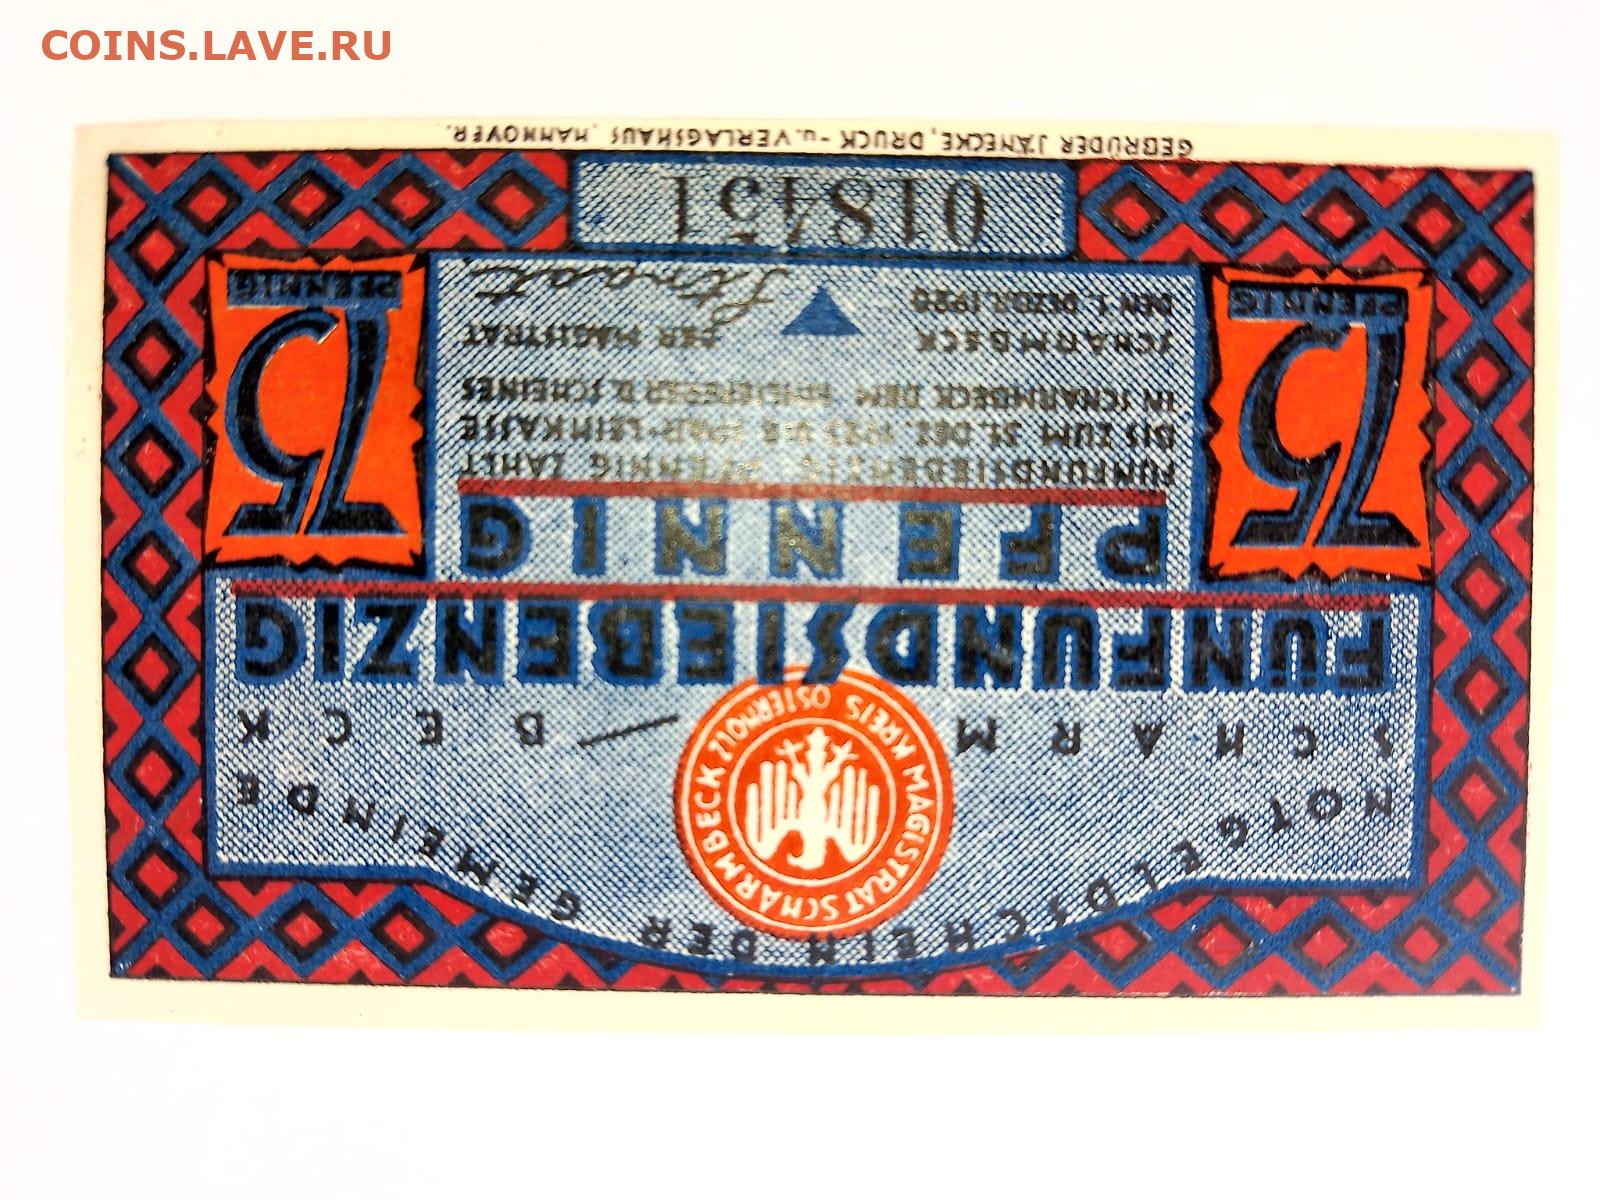 COINS.LAVE.RU
NOTGELDSCHEIN DER GEMEINDE
SCHARM/BECK
MAGISTRAT SCHARMBECK
KREIS OSTERHOLZ
FÜNFUNDSIEBENZIG
PFENNIG
75
PFENNIG
75
PFENNIG
FÜNFUNDSIEBENZIG PFENNIG ZAHLT
BIS ZUM 31. DEZ. 1923 DIE SPAR-LEIHKASSE
IN SCHARMBECK DEM EINLIEFERER D. SCHEINES
SCHARMBECK DER MAGISTRAT
DEN 1. DEZBR. 1920
018451
GEBRÜDER JÄNECKE, DRUCK- u. VERLAGSHAUS, HANNOVER.